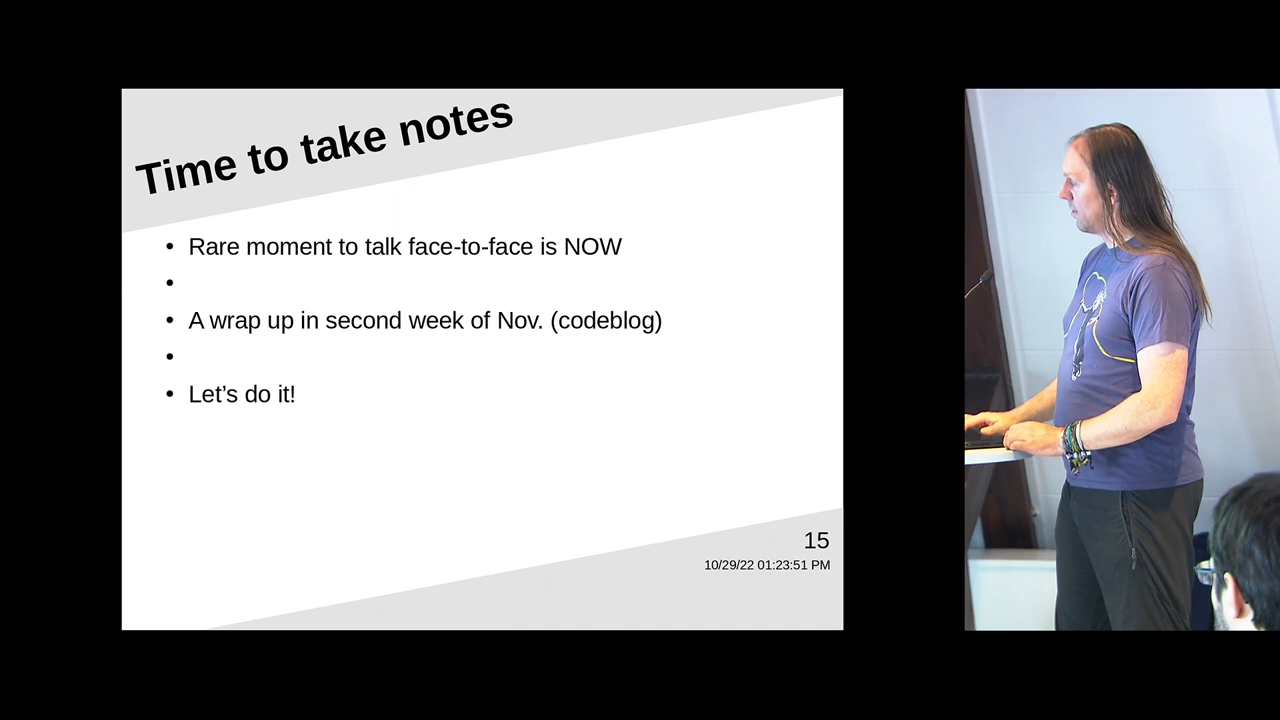 Time to take notes
• Rare moment to talk face-to-face is NOW
•
• A wrap up in second week of Nov. (codeblog)
•
• Let’s do it!
15
10/29/22 01:23:51 PM